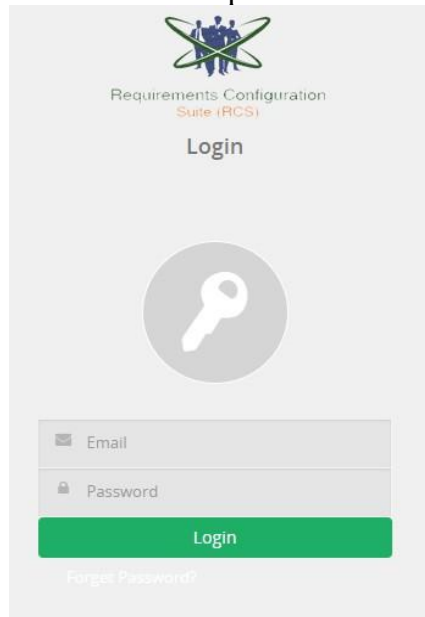 Requirements Configuration
Suite (RCS)
Login
Email
Password
Login
Forget Password?